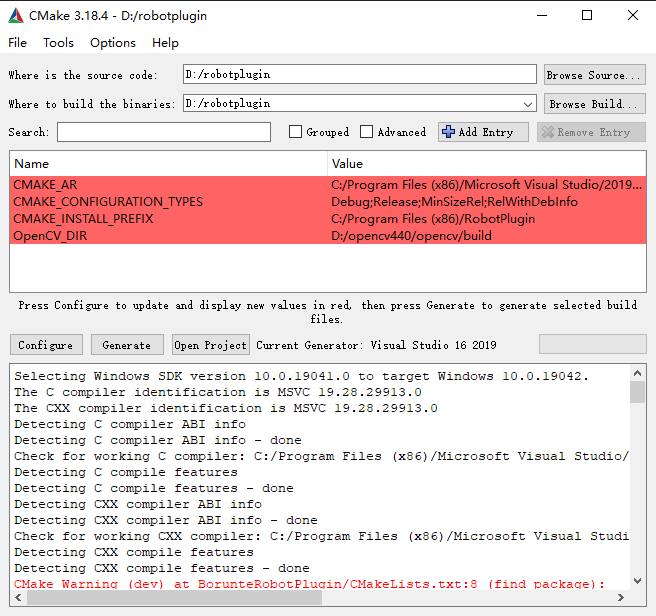 CMake 3.18.4 - D:/robotplugin
File Tools Options Help
Where is the source code: D:/robotplugin Browse Source...
Where to build the binaries: D:/robotplugin Browse Build...
Search: Grouped Advanced Add Entry Remove Entry
Name Value
CMAKE_AR C:/Program Files (x86)/Microsoft Visual Studio/2019...
CMAKE_CONFIGURATION_TYPES Debug;Release;MinSizeRel;RelWithDebInfo
CMAKE_INSTALL_PREFIX C:/Program Files (x86)/RobotPlugin
OpenCV_DIR D:/opencv440/opencv/build
Press Configure to update and display new values in red, then press Generate to generate selected build
files.
Configure Generate Open Project Current Generator: Visual Studio 16 2019
Selecting Windows SDK version 10.0.19041.0 to target Windows 10.0.19042.
The C compiler identification is MSVC 19.28.29913.0
The CXX compiler identification is MSVC 19.28.29913.0
Detecting C compiler ABI info
Detecting C compiler ABI info - done
Check for working C compiler: C:/Program Files (x86)/Microsoft Visual Studio/
Detecting C compile features
Detecting C compile features - done
Detecting CXX compiler ABI info
Detecting CXX compiler ABI info - done
Check for working CXX compiler: C:/Program Files (x86)/Microsoft Visual Studi
Detecting CXX compile features
Detecting CXX compile features - done
CMake Warning (dev) at BorunteRobotPlugin/CMakeLists.txt:8 (find_package):